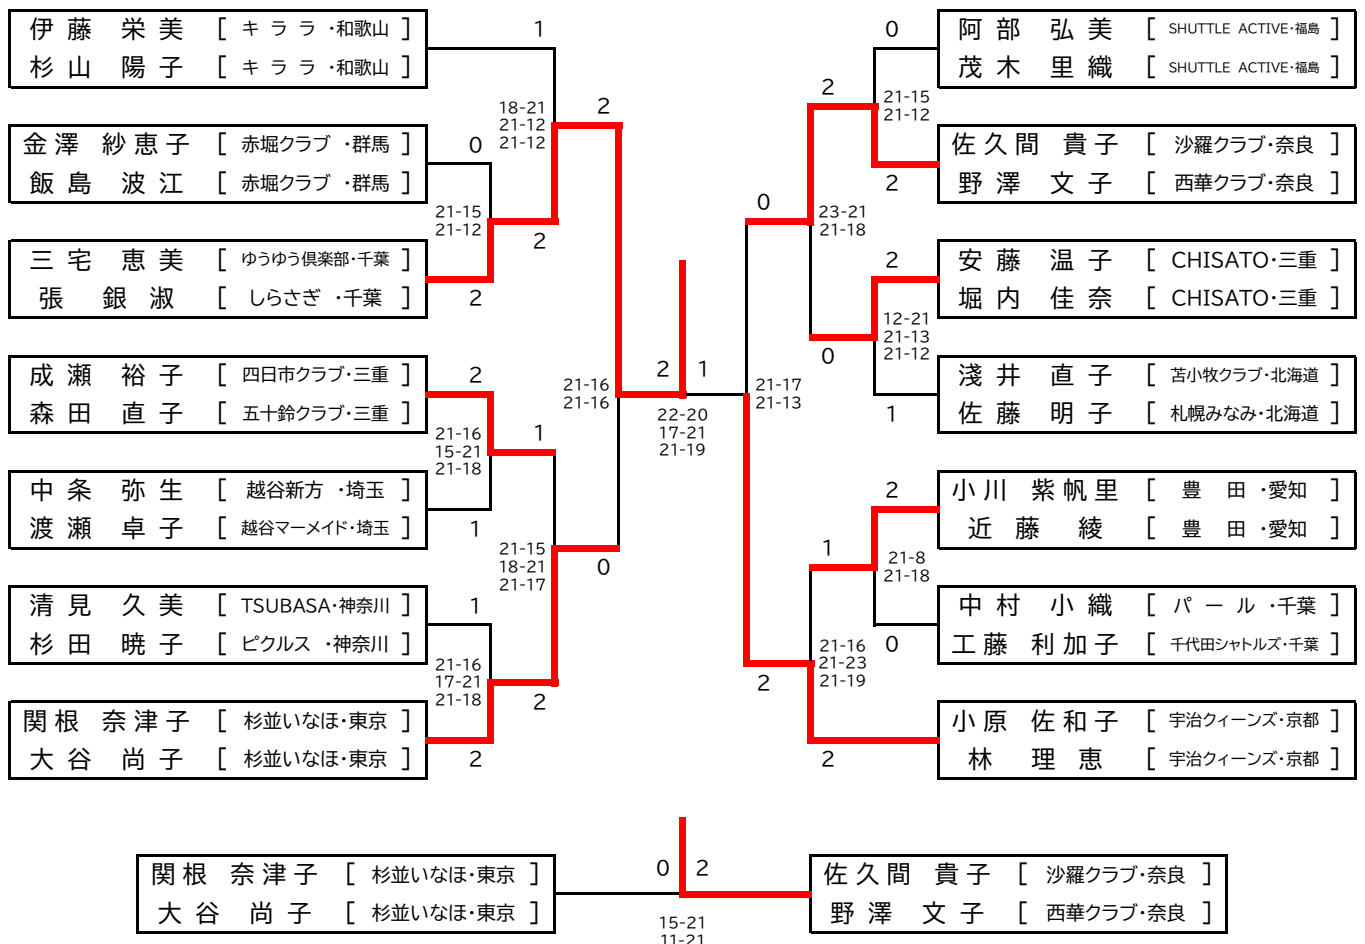 伊藤 栄美 [ キララ ・和歌山 ]
杉山 陽子 [ キララ ・和歌山 ]
1
金澤 紗恵子 [ 赤堀クラブ ・群馬 ]
飯島 波江 [ 赤堀クラブ ・群馬 ]
0
18-21
21-12
21-12
2
21-15
21-12
2
三宅 恵美 [ ゆうゆう倶楽部・千葉 ]
張 銀淑 [ しらさぎ ・千葉 ]
2
成瀬 裕子 [ 四日市クラブ・三重 ]
森田 直子 [ 五十鈴クラブ・三重 ]
2
21-16
15-21
21-18
1
中条 弥生 [ 越谷新方 ・埼玉 ]
渡瀬 卓子 [ 越谷マーメイド・埼玉 ]
1
21-15
18-21
21-17
0
21-16
21-16
清見 久美 [ TSUBASA・神奈川 ]
杉田 暁子 [ ピクルス ・神奈川 ]
1
21-16
17-21
21-18
2
関根 奈津子 [ 杉並いなほ・東京 ]
大谷 尚子 [ 杉並いなほ・東京 ]
2
2 1
22-20
17-21
21-19
0
阿部 弘美 [ SHUTTLE ACTIVE・福島 ]
茂木 里織 [ SHUTTLE ACTIVE・福島 ]
2
21-15
21-12
佐久間 貴子 [ 沙羅クラブ・奈良 ]
野澤 文子 [ 西華クラブ・奈良 ]
2
0
23-21
21-18
2
安藤 温子 [ CHISATO・三重 ]
堀内 佳奈 [ CHISATO・三重 ]
12-21
21-13
21-12
0
淺井 直子 [ 苫小牧クラブ・北海道 ]
佐藤 明子 [ 札幌みなみ・北海道 ]
1
21-17
21-13
2
小川 紫帆里 [ 豊田 ・愛知 ]
近藤 綾 [ 豊田 ・愛知 ]
1
21-8
21-18
中村 小織 [ パール ・千葉 ]
工藤 利加子 [ 千代田シャトルズ・千葉 ]
0
21-16
21-23
21-19
2
小原 佐和子 [ 宇治クィーンズ・京都 ]
林 理恵 [ 宇治クィーンズ・京都 ]
2
関根 奈津子 [ 杉並いなほ・東京 ]
大谷 尚子 [ 杉並いなほ・東京 ]
0 2
15-21
11-21
佐久間 貴子 [ 沙羅クラブ・奈良 ]
野澤 文子 [ 西華クラブ・奈良 ]